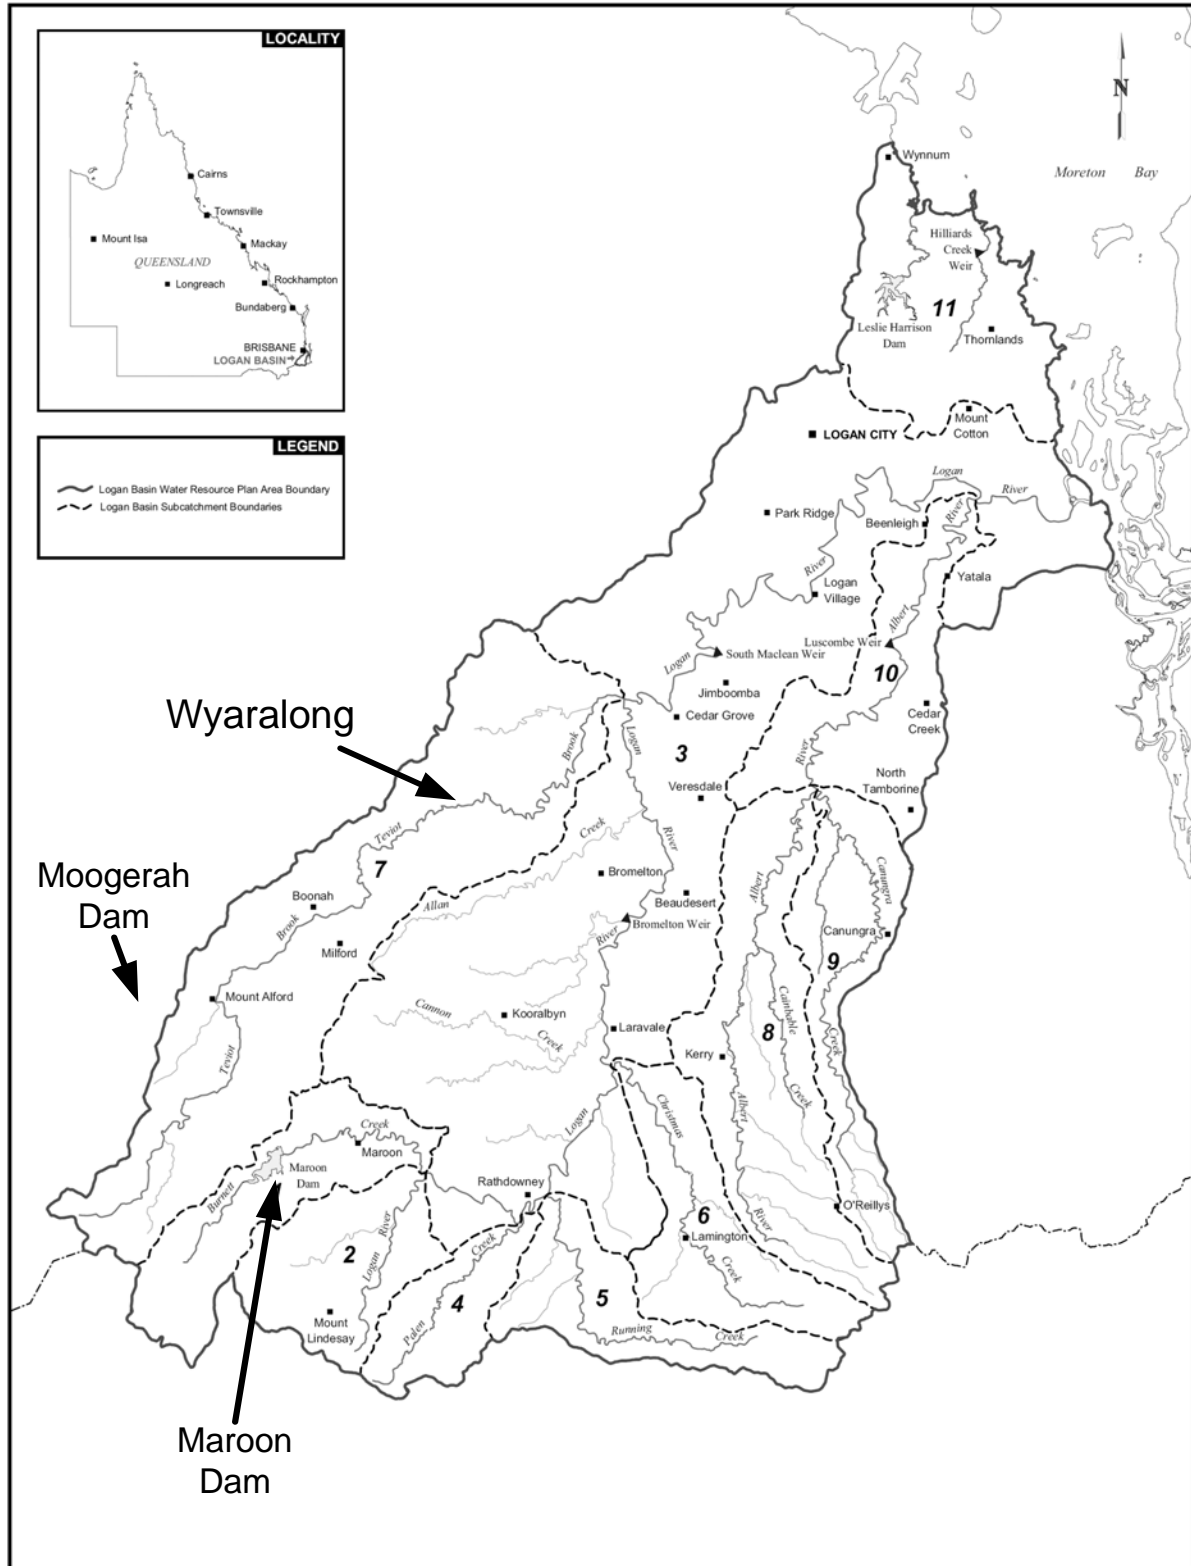 LOCALITY
Cairns
Townsville
Mount Isa
Mackay
QUEENSLAND
Longreach
Rockhampton
Bundaberg
BRISBANE
LOGAN BASIN
LEGEND
Logan Basin Water Resource Plan Area Boundary
Logan Basin Subcatchment Boundaries
N
Moreton Bay
Wynnum
Hilliards
Creek
Weir
11
Leslie Harrison
Dam
Thornlands
Mount
Cotton
LOGAN CITY
Logan
River
Park Ridge
Beenleigh
River
River
Logan
Village
Yatala
Albert
Luscombe Weir
Logan
South Maclean Weir
10
Jimboomba
Cedar Grove
Cedar
Creek
Wyaralong
Brook
Logan
3
River
North
Tamborine
Veresdale
Teviot
Creek
River
7
Moogerah
Dam
Boonah
Allan
Bromelton
Beaudesert
Albert
Canungra
Brook
Milford
River
Bromelton Weir
Canungra
9
Mount Alford
Cannon
Kooralbyn
Creek
Laravale
Cainbable
8
Creek
Kerry
Teviot
Logan
Christmas
Albert
Creek
Creek
Maroon
Maroon
Dam
Burnett
Rathdowney
O'Reillys
River
2
Logan
Creek
6
Lamington
River
Creek
Mount
Lindesay
4
Palen
5
Running
Creek
Maroon
Dam